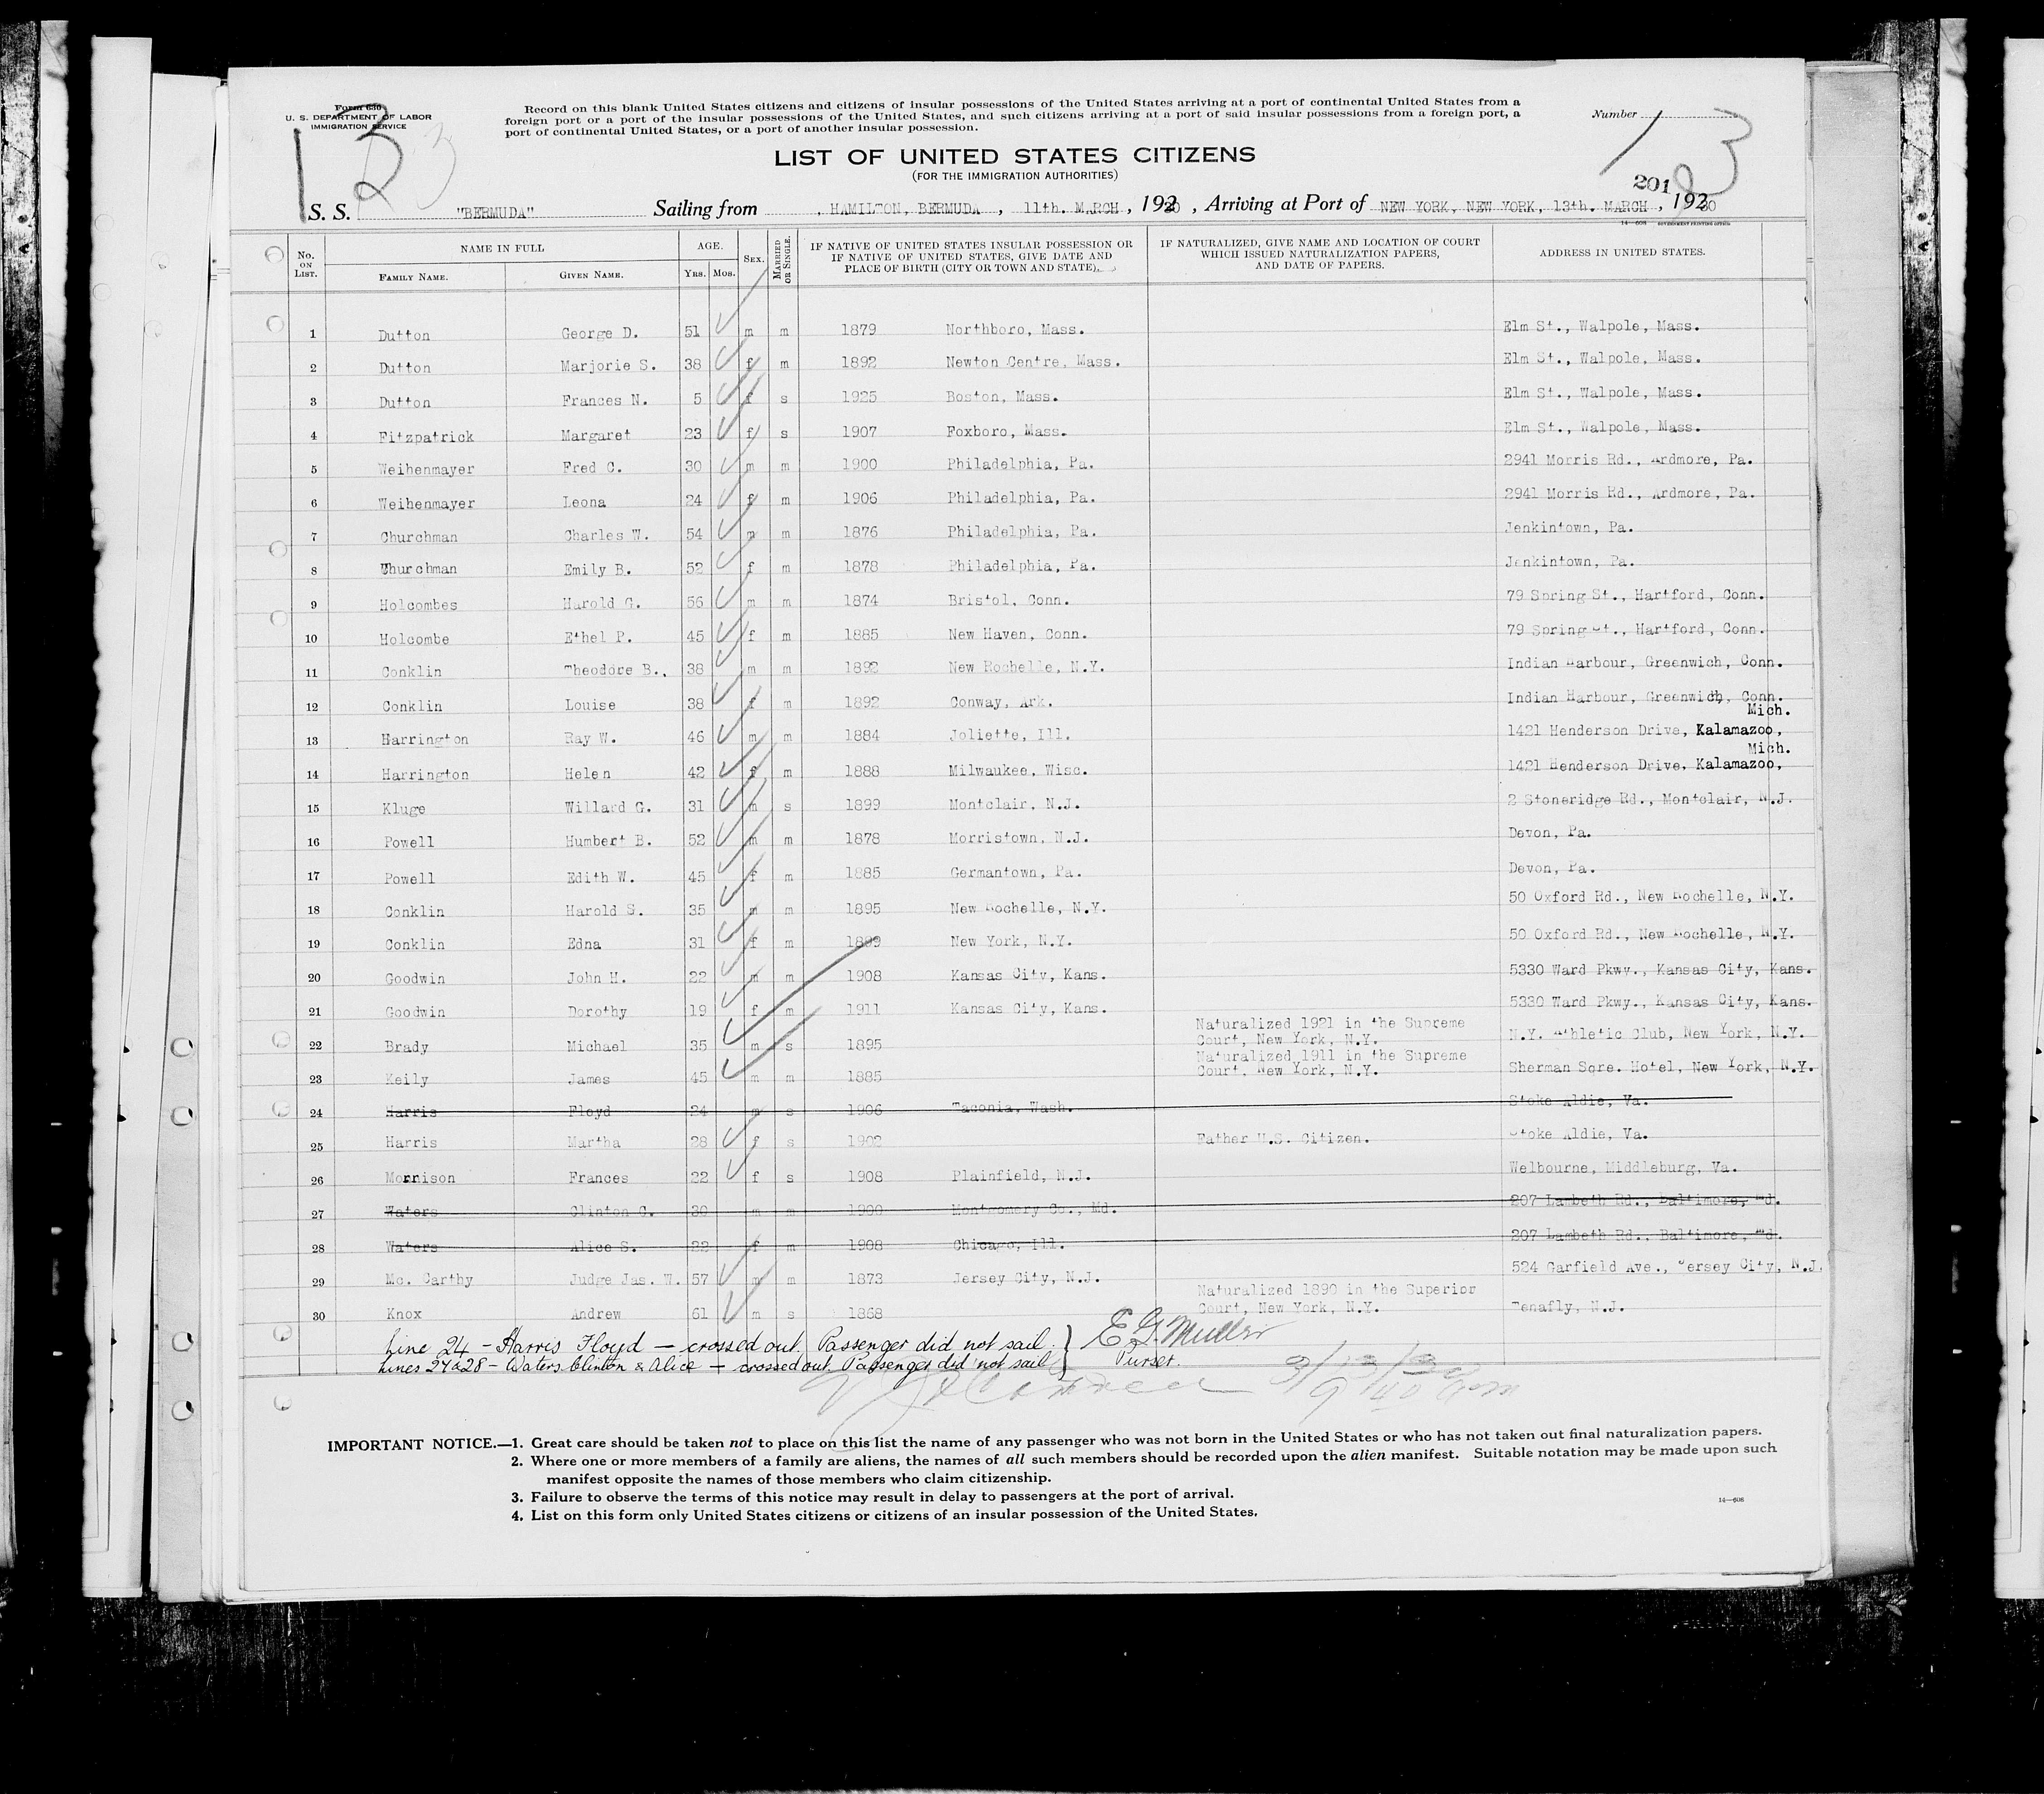 Form 630
U. S. DEPARTMENT OF LABOR
IMMIGRATION SERVICE
Record on this blank United States citizens and citizens of insular possessions of the United States arriving at a port of continental United States from a
foreign port or a port of the insular possessions of the United States, and such citizens arriving at a port of said insular possessions from a foreign port, a
port of continental United States, or a port of another insular possession.
Number
13 23
1 23
LIST OF UNITED STATES CITIZENS
(FOR THE IMMIGRATION AUTHORITIES)
201
S. S. "BERMUDA" Sailing from , HAMILTON, BERMUDA , 11th. MARCH , 19230 , Arriving at Port of NEW YORK, NEW YORK, 13th. MARCH , 19230
14—608 GOVERNMENT PRINTING OFFICE
No. ON LIST. NAME IN FULL FAMILY NAME. GIVEN NAME. AGE. YRS. MOS. SEX. MARRIED OR SINGLE. IF NATIVE OF UNITED STATES INSULAR POSSESSION OR IF NATIVE OF UNITED STATES, GIVE DATE AND PLACE OF BIRTH (CITY OR TOWN AND STATE). IF NATURALIZED, GIVE NAME AND LOCATION OF COURT WHICH ISSUED NATURALIZATION PAPERS, AND DATE OF PAPERS. ADDRESS IN UNITED STATES.
1 Dutton George D. 51 m m 1879 Northboro, Mass. Elm St., Walpole, Mass.
2 Dutton Marjorie S. 38 f m 1892 Newton Centre, Mass. Elm St., Walpole, Mass.
3 Dutton Frances N. 5 f s 1925 Boston, Mass. Elm St., Walpole, Mass.
4 Fitzpatrick Margaret 23 f s 1907 Foxboro, Mass. Elm St., Walpole, Mass.
5 Weihenmayer Fred C. 30 m m 1900 Philadelphia, Pa. 2941 Morris Rd., Ardmore, Pa.
6 Weihenmayer Leona 24 f m 1906 Philadelphia, Pa. 2941 Morris Rd., Ardmore, Pa.
7 Churchman Charles W. 54 m m 1876 Philadelphia, Pa. Jenkintown, Pa.
8 Churchman Emily B. 52 f m 1878 Philadelphia, Pa. Jenkintown, Pa.
9 Holcombes Harold G. 56 m m 1874 Bristol, Conn. 79 Spring St., Hartford, Conn.
10 Holcombe Ethel P. 45 f m 1885 New Haven, Conn. 79 Spring St., Hartford, Conn.
11 Conklin Theodore B., 38 m m 1892 New Rochelle, N.Y. Indian Harbour, Greenwich, Conn.
12 Conklin Louise 38 f m 1892 Conway, Ark. Indian Harbour, Greenwich, Conn.
13 Harrington Ray W. 46 m m 1884 Joliette, Ill. 1421 Henderson Drive, Kalamazoo, Mich.
14 Harrington Helen 42 f m 1888 Milwaukee, Wisc. 1421 Henderson Drive, Kalamazoo, Mich.
15 Kluge Willard G. 31 m s 1899 Montclair, N.J. 2 Stoneridge Rd., Montclair, N.J.
16 Powell Humbert B. 52 m m 1878 Morristown, N.J. Devon, Pa.
17 Powell Edith W. 45 f m 1885 Germantown, Pa. Devon, Pa.
18 Conklin Harold S. 35 m m 1895 New Rochelle, N.Y. 50 Oxford Rd., New Rochelle, N.Y.
19 Conklin Edna 31 f m 1899 New York, N.Y. 50 Oxford Rd., New Rochelle, N.Y.
20 Goodwin John H. 22 m m 1908 Kansas City, Kans. 5330 Ward Pkwy., Kansas City, Kans.
21 Goodwin Dorothy 19 f m 1911 Kansas City, Kans. 5330 Ward Pkwy., Kansas City, Kans.
22 Brady Michael 35 m s 1895 Naturalized 1921 in the Supreme Court, New York, N.Y. N.Y. Athletic Club, New York, N.Y.
23 Keily James 45 m m 1885 Naturalized 1911 in the Supreme Court, New York, N.Y. Sherman Sqre. Hotel, New York, N.Y.
24 Harris Floyd 24 m s 1906 Taconia, Wash. Stoke Aldie, Va.
25 Harris Martha 28 f s 1902 Father U.S. Citizen. Stoke Aldie, Va.
26 Morrison Frances 22 f s 1908 Plainfield, N.J. Welbourne, Middleburg, Va.
27 Waters Clinton C. 30 m m 1900 Montgomery Co., Md. 207 Lambeth Rd., Baltimore, Md.
28 Waters Alice S. 22 f m 1908 Chicago, Ill. 207 Lambeth Rd., Baltimore, Md.
29 Mc. Carthy Judge Jas. W. 57 m m 1873 Jersey City, N.J. 524 Garfield Ave., Jersey City, N.J.
30 Knox Andrew 61 m s 1868 Naturalized 1890 in the Superior Court, New York, N.Y. Tenafly, N.J.
Line 24 - Harris Floyd — crossed out. Passenger did not sail. } E G. Muller
Lines 27 & 28 - Waters Clinton & Alice — crossed out. Passenger did not sail } Purser.
3/13/30
9 40 am
IMPORTANT NOTICE.—1. Great care should be taken not to place on this list the name of any passenger who was not born in the United States or who has not taken out final naturalization papers.
2. Where one or more members of a family are aliens, the names of all such members should be recorded upon the alien manifest. Suitable notation may be made upon such
manifest opposite the names of those members who claim citizenship.
3. Failure to observe the terms of this notice may result in delay to passengers at the port of arrival.
4. List on this form only United States citizens or citizens of an insular possession of the United States.
14—608